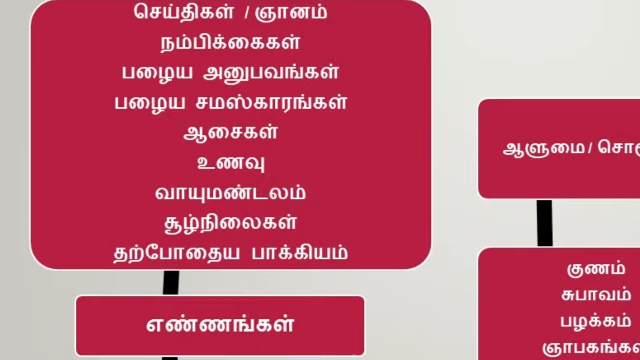 செய்திகள் / ஞானம்
நம்பிக்கைகள்
பழைய அனுபவங்கள்
பழைய சமஸ்காரங்கள்
ஆசைகள்
உணவு
வாயுமண்டலம்
சூழ்நிலைகள்
தற்போதைய பாக்கியம்
எண்ணங்கள்
ஆளுமை /
குணம்
சுபாவம்
பழக்கம்